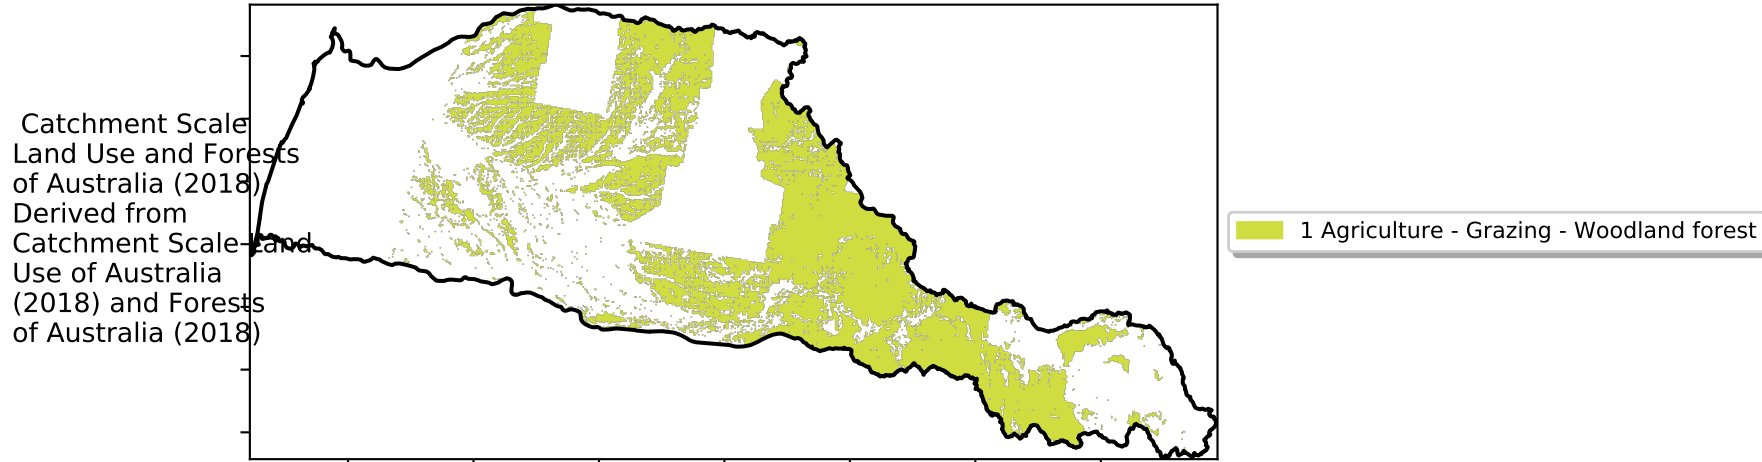 Catchment Scale
Land Use and Forests
of Australia (2018)
Derived from
Catchment Scale Land
Use of Australia
(2018) and Forests
of Australia (2018)
1 Agriculture - Grazing - Woodland forest